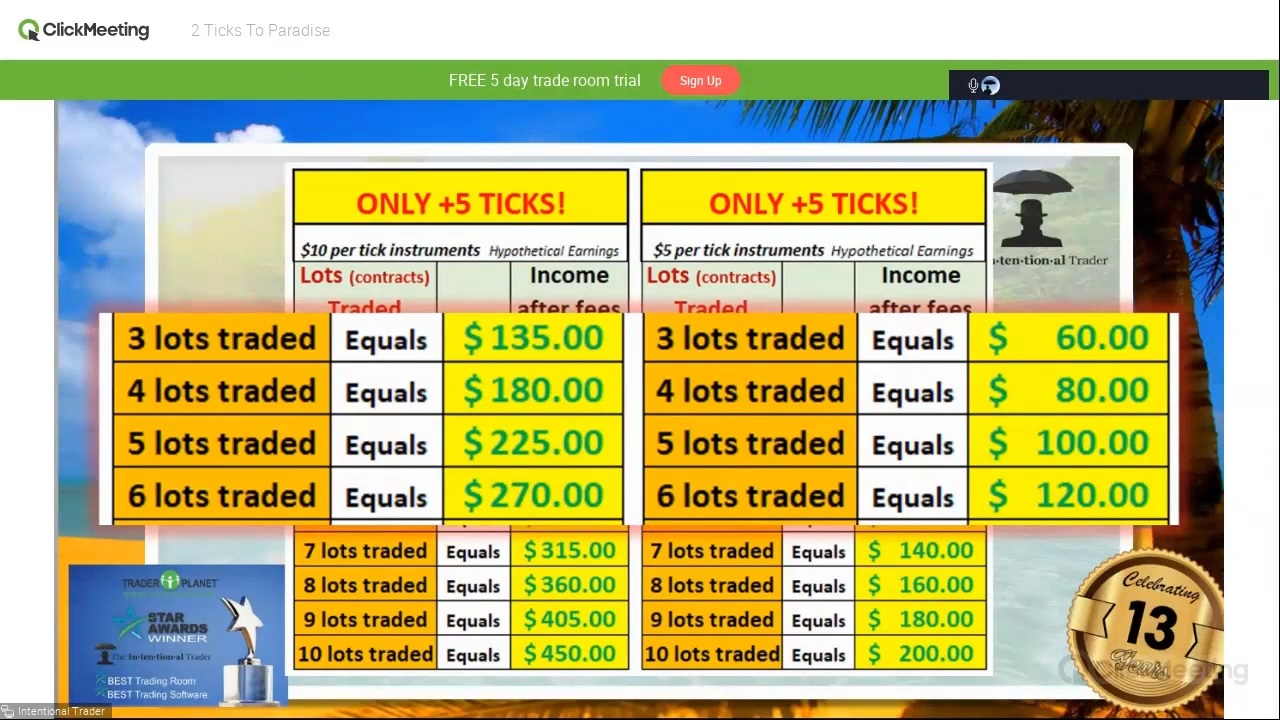 ClickMeeting
2 Ticks To Paradise
FREE 5 day trade room trial
Sign Up
ONLY +5 TICKS!
ONLY +5 TICKS!
$10 per tick instruments Hypothetical Earnings
$5 per tick instruments Hypothetical Earnings
Lots (contracts) Traded
Income after fees
Lots (contracts) Traded
Income after fees
n·ten·tion·al Trader
3 lots traded Equals $ 135.00 3 lots traded Equals $ 60.00
4 lots traded Equals $ 180.00 4 lots traded Equals $ 80.00
5 lots traded Equals $ 225.00 5 lots traded Equals $ 100.00
6 lots traded Equals $ 270.00 6 lots traded Equals $ 120.00
7 lots traded Equals $ 315.00 7 lots traded Equals $ 140.00
8 lots traded Equals $ 360.00 8 lots traded Equals $ 160.00
9 lots traded Equals $ 405.00 9 lots traded Equals $ 180.00
10 lots traded Equals $ 450.00 10 lots traded Equals $ 200.00
TRADER PLANET
STAR
AWARDS
WINNER
The In·ten·tion·al Trader
BEST Trading Room
BEST Trading Software
Celebrating
13
Years
ClickMeeting
Intentional Trader